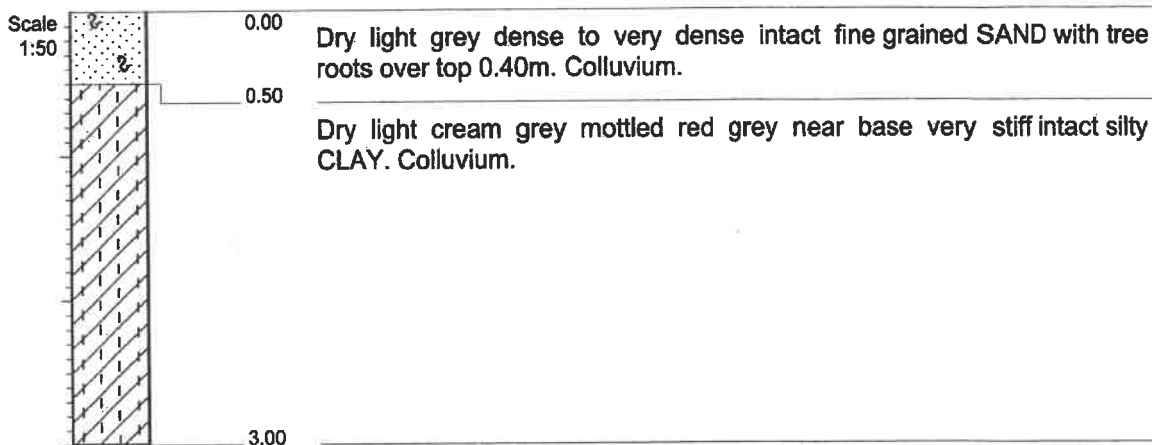 Scale
1:50
0.00
Dry light grey dense to very dense intact fine grained SAND with tree
roots over top 0.40m. Colluvium.
0.50
Dry light cream grey mottled red grey near base very stiff intact silty
CLAY. Colluvium.
3.00